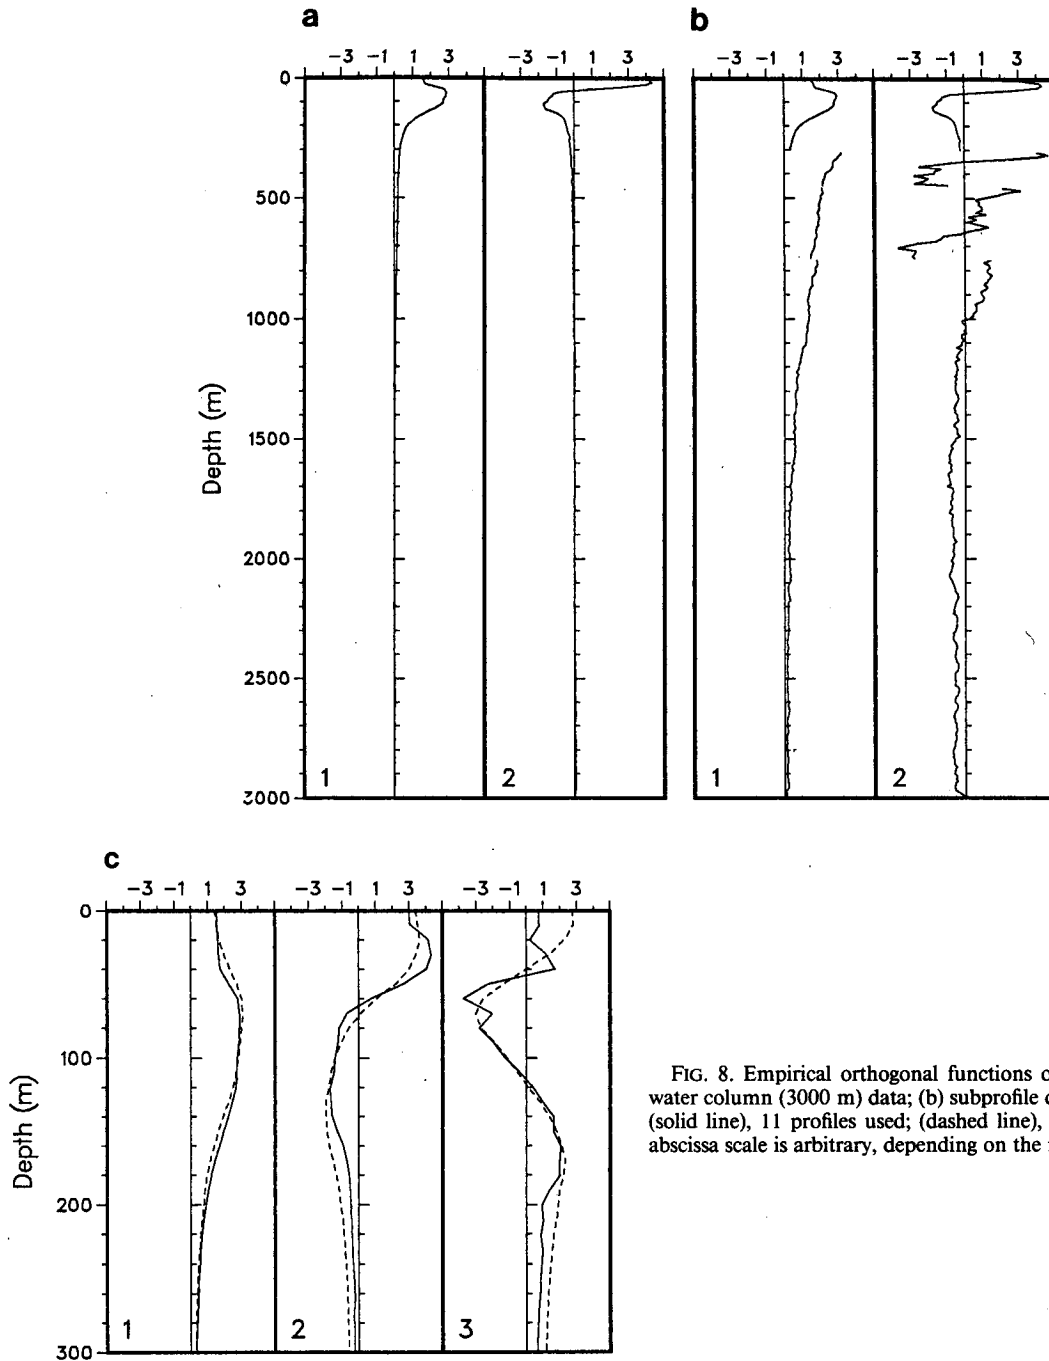 a
b
-3 -1 1 3 -3 -1 1 3
-3 -1 1 3 -3 -1 1 3
0
500
1000
1500
2000
2500
3000
Depth (m)
1
2
1
2
c
-3 -1 1 3 -3 -1 1 3 -3 -1 1 3
0
100
200
300
Depth (m)
1
2
3
FIG. 8. Empirical orthogonal functions o
water column (3000 m) data; (b) subprofile
(solid line), 11 profiles used; (dashed line),
abscissa scale is arbitrary, depending on the